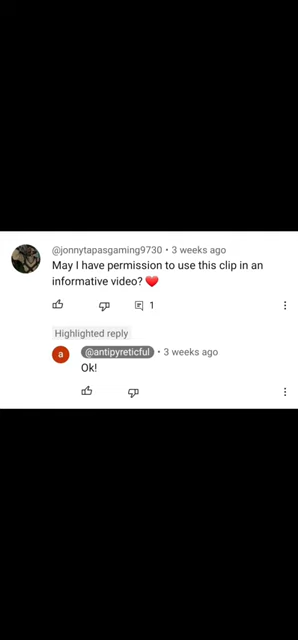 @jonnytapasgaming9730 • 3 weeks ago
May I have permission to use this clip in an
informative video? ❤️
1
Highlighted reply
a
@antipyreticful • 3 weeks ago
Ok!